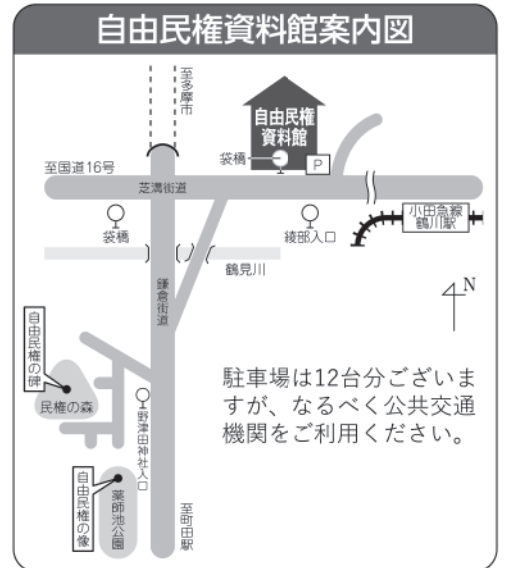 自由民権資料館案内図
至多摩市
自由民権
資料館
袋橋
P
至国道16号
芝溝街道
袋橋
綾部入口
小田急線
鶴川駅
鶴見川
鎌倉街道
N
自由民権の碑
民権の森
野津田神社入口
駐車場は12台分ございま
すが、なるべく公共交通
機関をご利用ください。
自由民権の像
薬師池公園
至町田駅